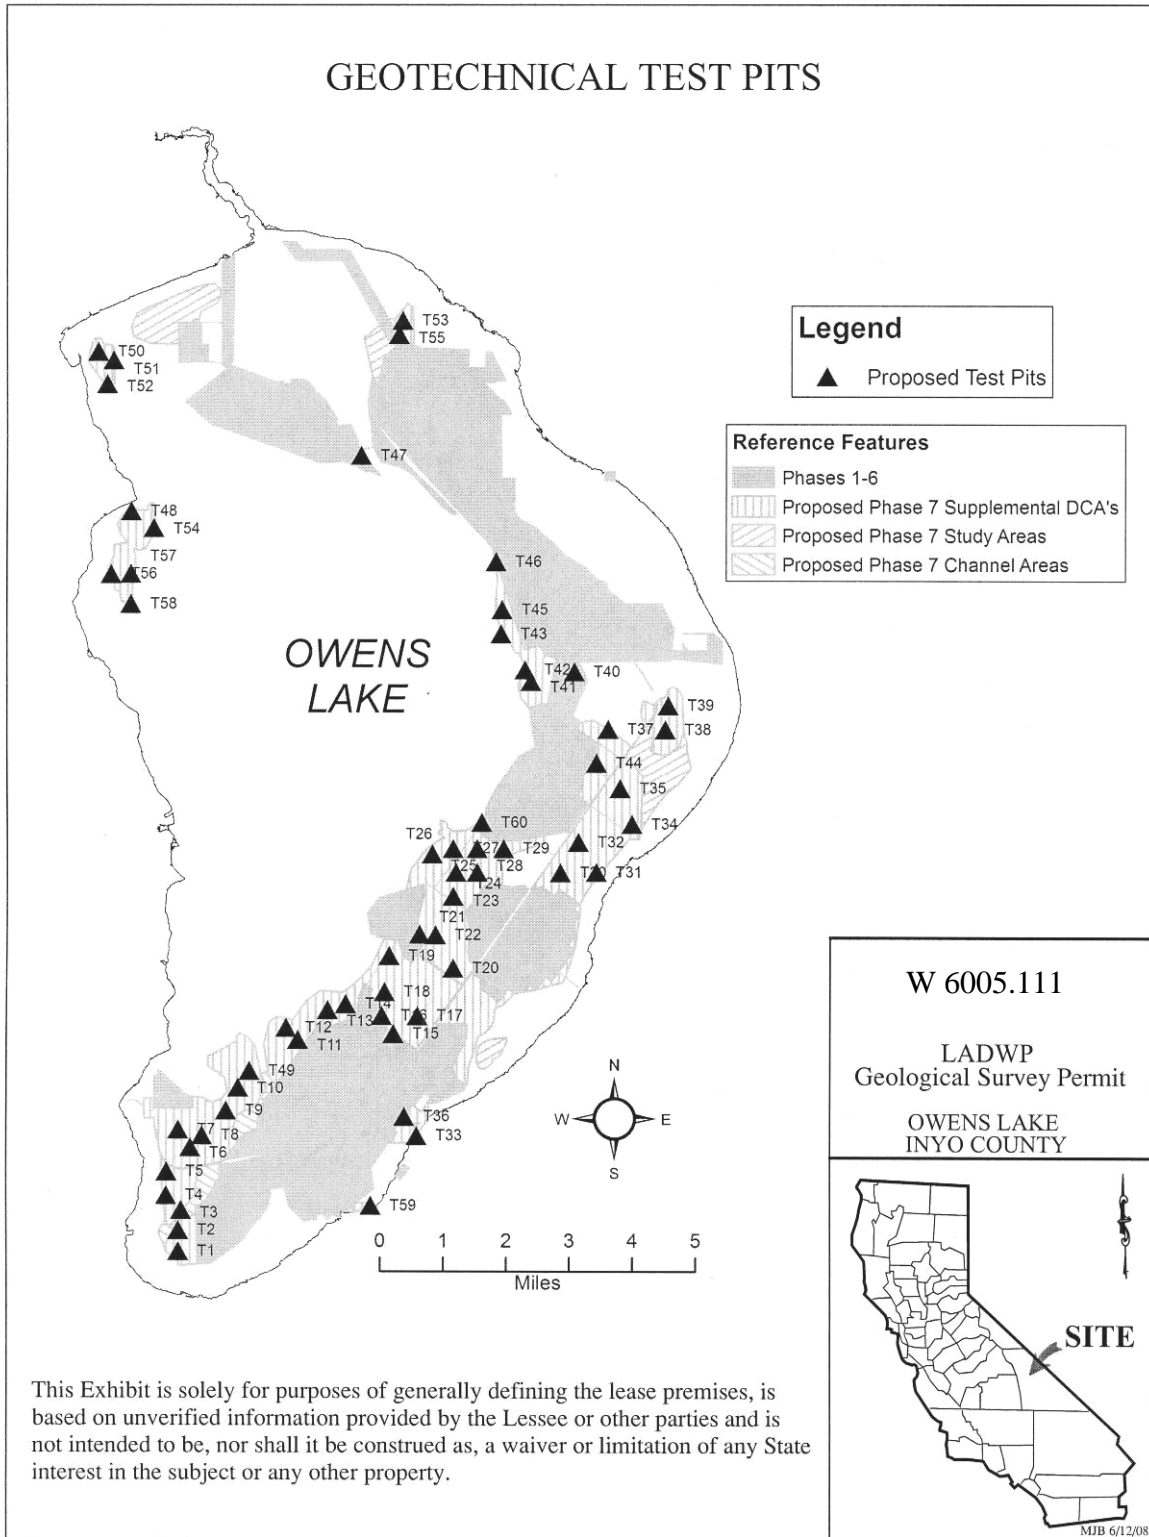 GEOTECHNICAL TEST PITS
T53
T55
T50
T51
T52
T47
T48
T54
T57
T56
T58
T46
T45
T43
T42
T41
T40
T39
T38
T37
T44
T35
T34
T32
T31
T60
T26
T27
T29
T28
T25
T24
T23
T21
T22
T19
T20
T18
T14
T13
T16
T17
T15
T12
T11
T49
T10
T9
T8
T7
T6
T5
T4
T3
T2
T1
T36
T33
T59
OWENS
LAKE
Legend
Proposed Test Pits
Reference Features
Phases 1-6
Proposed Phase 7 Supplemental DCA's
Proposed Phase 7 Study Areas
Proposed Phase 7 Channel Areas
N
W
E
S
0 1 2 3 4 5
Miles
W 6005.111
LADWP
Geological Survey Permit
OWENS LAKE
INYO COUNTY
SITE
MJB 6/12/08
This Exhibit is solely for purposes of generally defining the lease premises, is
based on unverified information provided by the Lessee or other parties and is
not intended to be, nor shall it be construed as, a waiver or limitation of any State
interest in the subject or any other property.